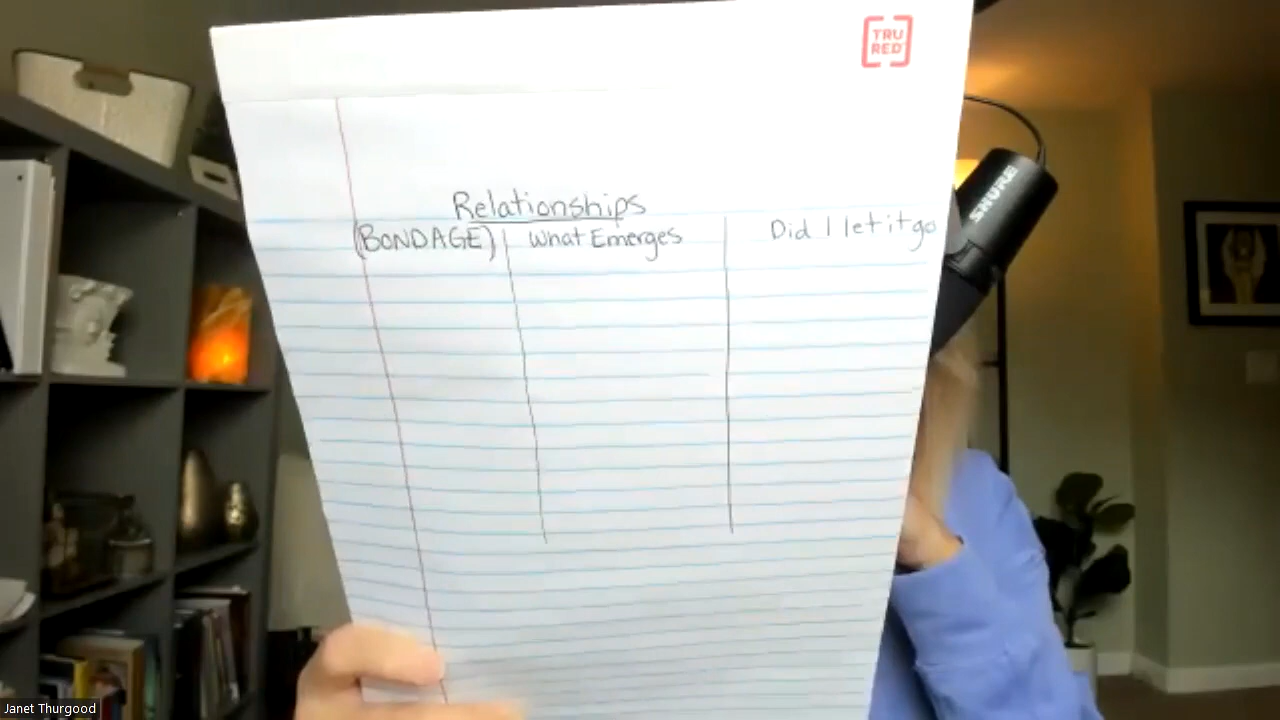 TRU
RED
Relationships
(BONDAGE) What Emerges Did I let it go
SHURE
Janet Thurgood